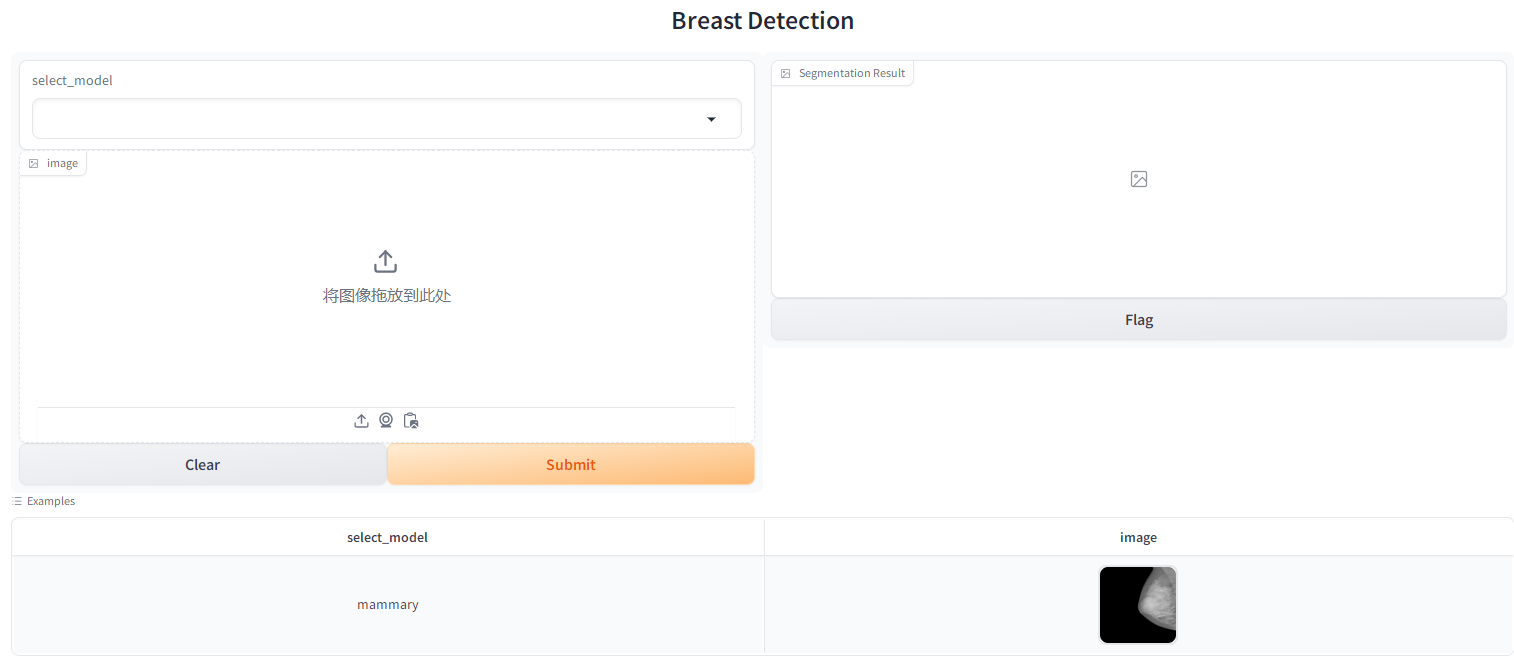 Breast Detection
select_model
image
将图像拖放到此处
Clear
Submit
Segmentation Result
Flag
Examples
select_model
image
mammary